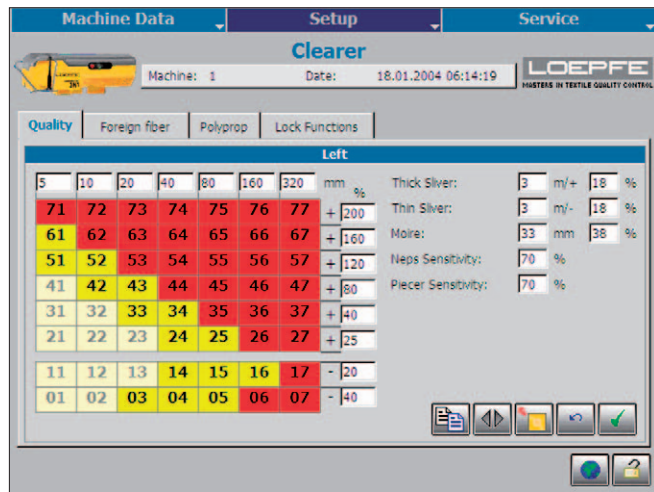 Machine Data Setup Service
Clearer
Machine: 1 Date: 18.01.2004 06:14:19
LOEPFE
MASTERS IN TEXTILE QUALITY CONTROL
Quality Foreign fiber Polyprop Lock Functions
Left
5 10 20 40 80 160 320 mm %
71 72 73 74 75 76 77 + 200
61 62 63 64 65 66 67 + 160
51 52 53 54 55 56 57 + 120
41 42 43 44 45 46 47 + 80
31 32 33 34 35 36 37 + 40
21 22 23 24 25 26 27 + 25
11 12 13 14 15 16 17 - 20
01 02 03 04 05 06 07 - 40
Thick Sliver: 3 m/+ 18 %
Thin Sliver: 3 m/- 18 %
Moire: 33 mm 38 %
Neps Sensitivity: 70 %
Piecer Sensitivity: 70 %